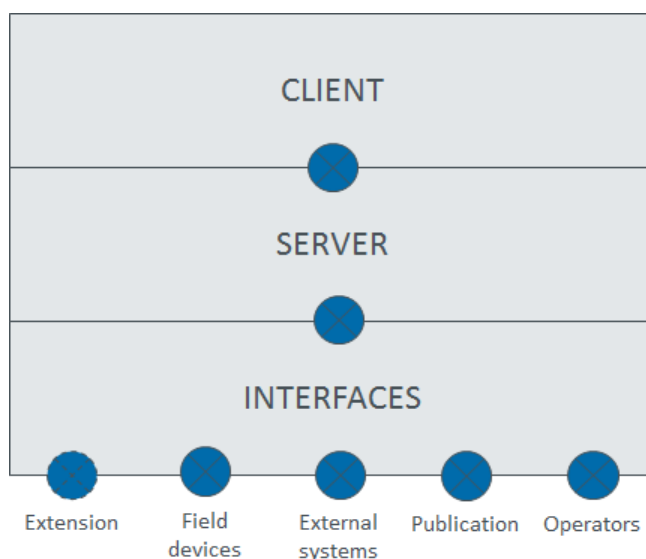 CLIENT
SERVER
INTERFACES
Extension
Field
devices
External
systems
Publication
Operators